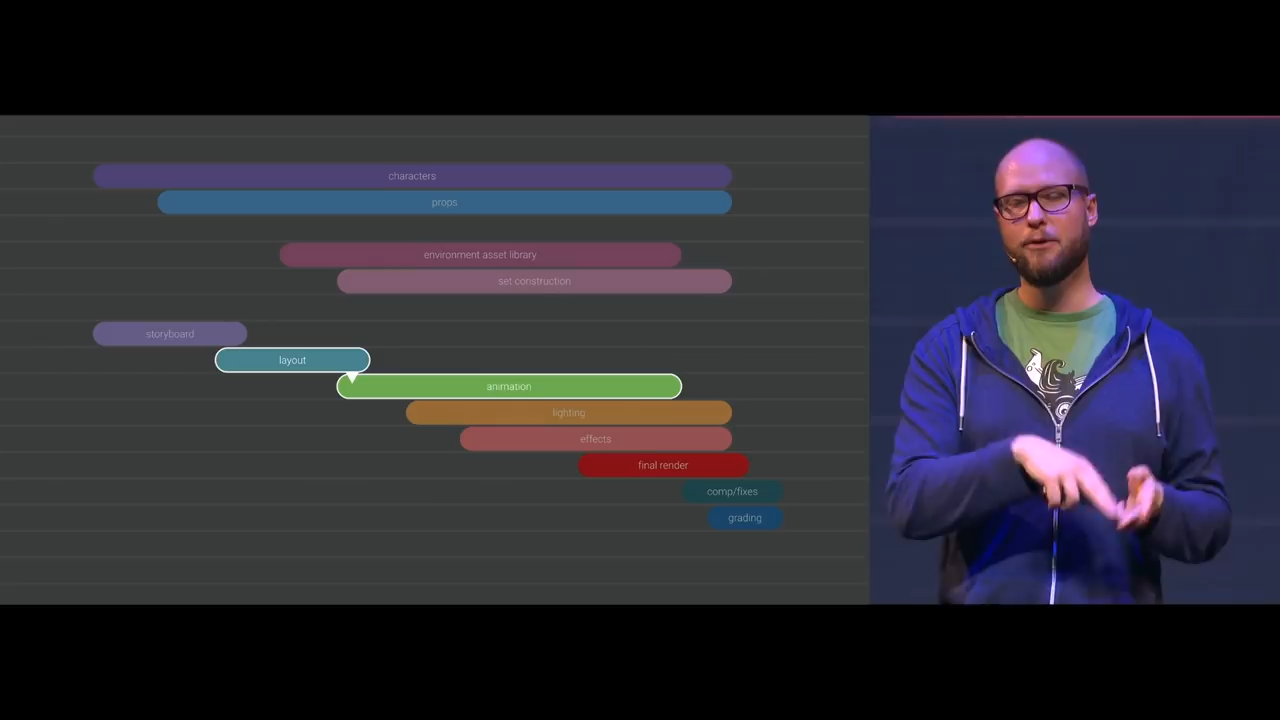 characters
props
environment asset library
set construction
storyboard
layout
animation
lighting
effects
final render
comp/fixes
grading